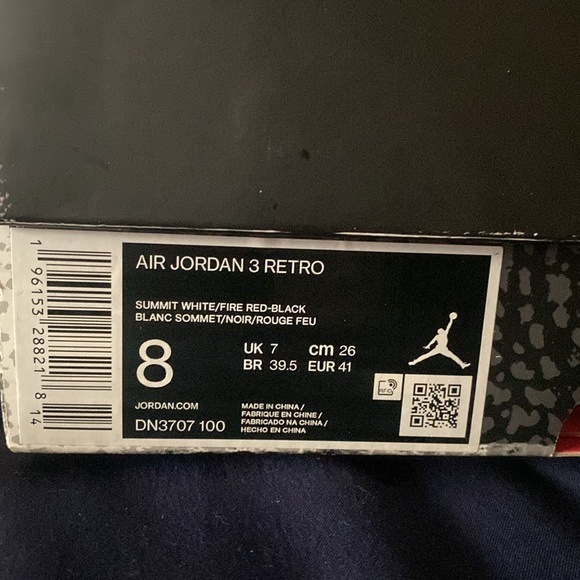 AIR JORDAN 3 RETRO
SUMMIT WHITE/FIRE RED-BLACK
BLANC SOMMET/NOIR/ROUGE FEU
8
UK 7 cm 26
BR 39.5 EUR 41
JORDAN.COM
DN3707 100
MADE IN CHINA /
FABRIQUE EN CHINE /
FABRICADO NA CHINA /
HECHO EN CHINA
RFID
1 96153 28821 8 14